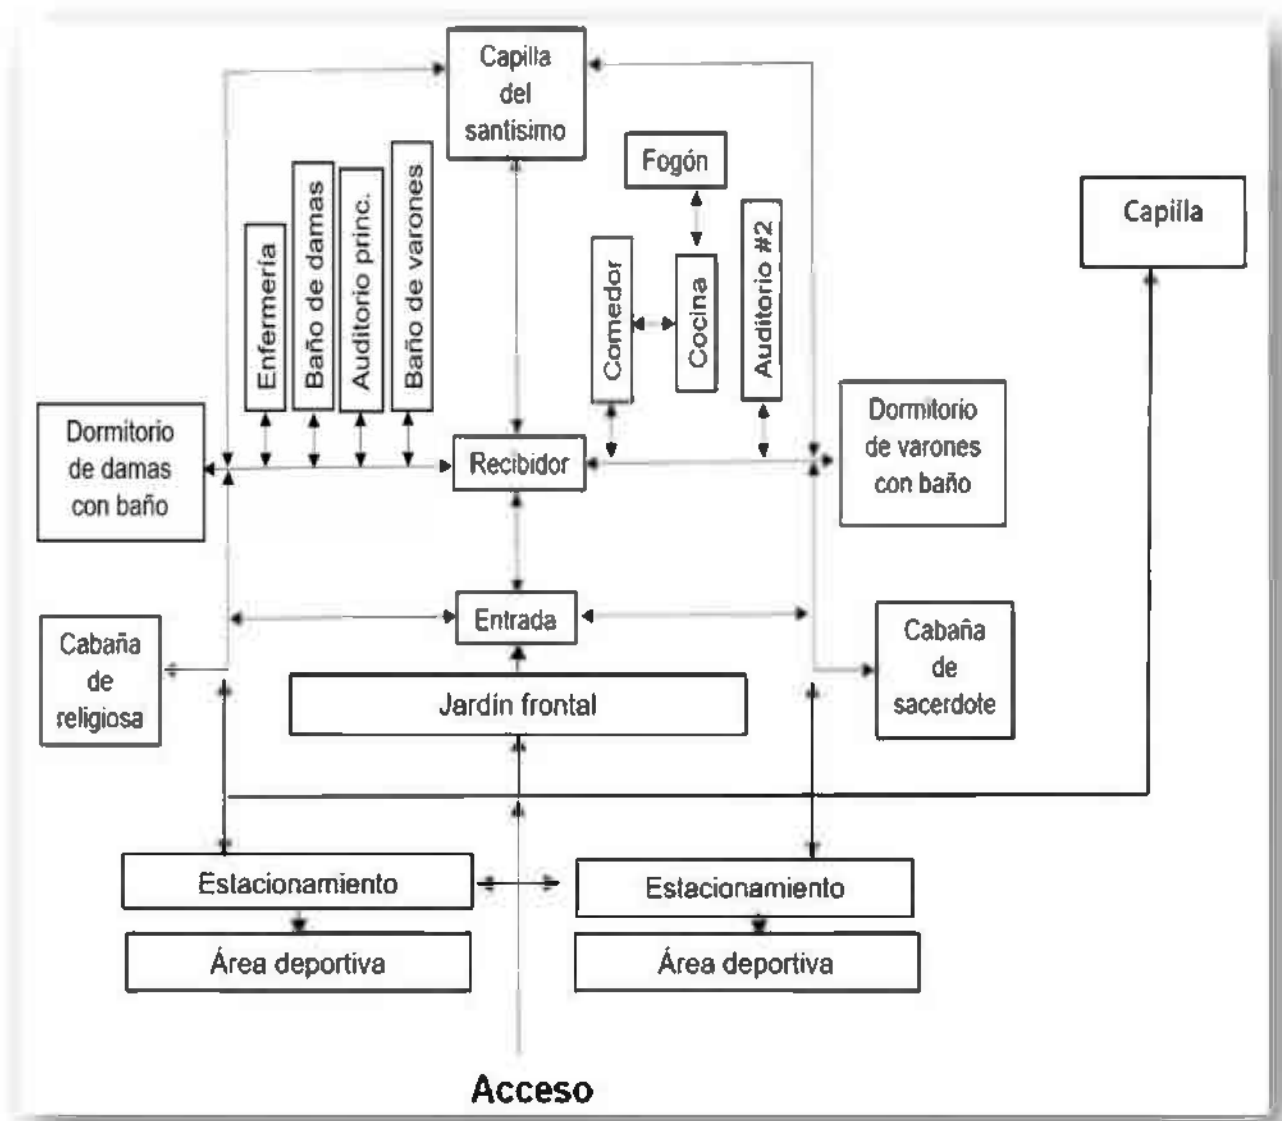 Capilla
del
santísimo
Fogón
Capilla
Enfermería
Baño de damas
Auditorio princ.
Baño de varones
Comedor
Cocina
Auditorio #2
Dormitorio
de damas
con baño
Recibidor
Dormitorio
de varones
con baño
Cabaña
de
religiosa
Entrada
Cabaña
de
sacerdote
Jardín frontal
Estacionamiento
Estacionamiento
Área deportiva
Área deportiva
Acceso